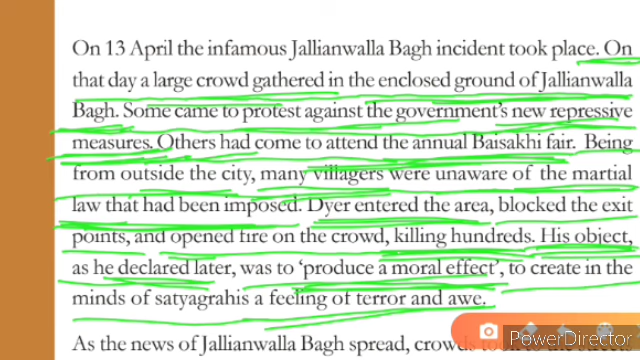 On 13 April the infamous Jallianwalla Bagh incident took place. On
that day a large crowd gathered in the enclosed ground of Jallianwalla
Bagh. Some came to protest against the government's new repressive
measures. Others had come to attend the annual Baisakhi fair. Being
from outside the city, many villagers were unaware of the martial
law that had been imposed. Dyer entered the area, blocked the exit
points, and opened fire on the crowd, killing hundreds. His object,
as he declared later, was to 'produce a moral effect', to create in the
minds of satyagrahis a feeling of terror and awe.
As the news of Jallianwalla Bagh spread, crowds
PowerDirector